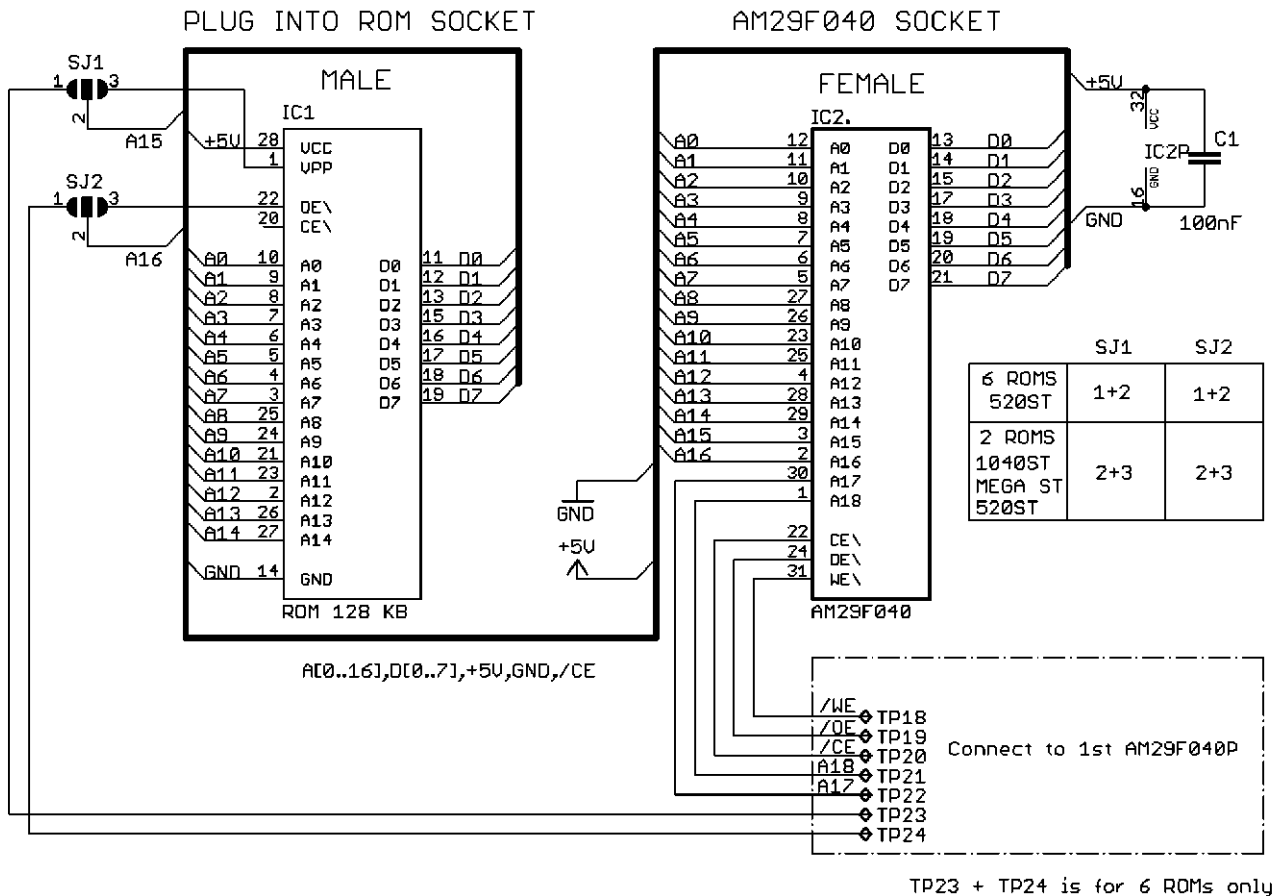 PLUG INTO ROM SOCKET
AM29F040 SOCKET
SJ1
1 3
2
A15
SJ2
1 3
2
A16
MALE
IC1
+5V 28 VCC
1 VPP
22 OE\
20 CE\
A0 10 A0 D0 11 D0
A1 9 A1 D1 12 D1
A2 8 A2 D2 13 D2
A3 7 A3 D3 15 D3
A4 6 A4 D4 16 D4
A5 5 A5 D5 17 D5
A6 4 A6 D6 18 D6
A7 3 A7 D7 19 D7
A8 25 A8
A9 24 A9
A10 21 A10
A11 23 A11
A12 2 A12
A13 26 A13
A14 27 A14
GND 14 GND
ROM 128 KB
A[0..16],D[0..7],+5V,GND,/CE
GND
+5V
FEMALE
IC2.
A0 12 A0 D0 13 D0
A1 11 A1 D1 14 D1
A2 10 A2 D2 15 D2
A3 9 A3 D3 17 D3
A4 8 A4 D4 18 D4
A5 7 A5 D5 19 D5
A6 6 A6 D6 20 D6
A7 5 A7 D7 21 D7
A8 27 A8
A9 26 A9
A10 23 A10
A11 25 A11
A12 4 A12
A13 28 A13
A14 29 A14
A15 3 A15
A16 2 A16
30 A17
1 A18
22 CE\
24 OE\
31 WE\
AM29F040
+5V
32 VCC
IC2P
C1
16 GND
GND
100nF
SJ1 SJ2
6 ROMS
520ST
1+2 1+2
2 ROMS
1040ST
MEGA ST
520ST
2+3 2+3
/WE TP18
/OE TP19
/CE TP20
A18 TP21
A17 TP22
TP23
TP24
Connect to 1st AM29F040P
TP23 + TP24 is for 6 ROMs only